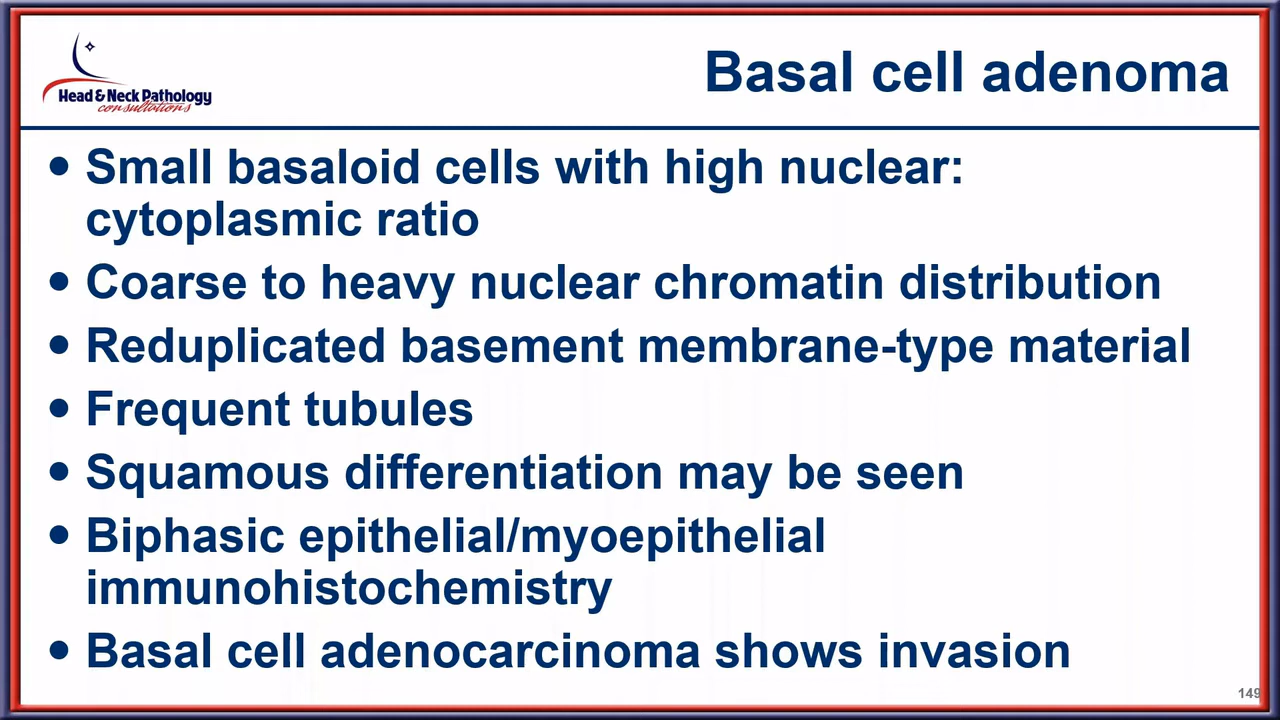 Head & Neck Pathology
consultations
Basal cell adenoma
• Small basaloid cells with high nuclear:
cytoplasmic ratio
• Coarse to heavy nuclear chromatin distribution
• Reduplicated basement membrane-type material
• Frequent tubules
• Squamous differentiation may be seen
• Biphasic epithelial/myoepithelial
immunohistochemistry
• Basal cell adenocarcinoma shows invasion
149